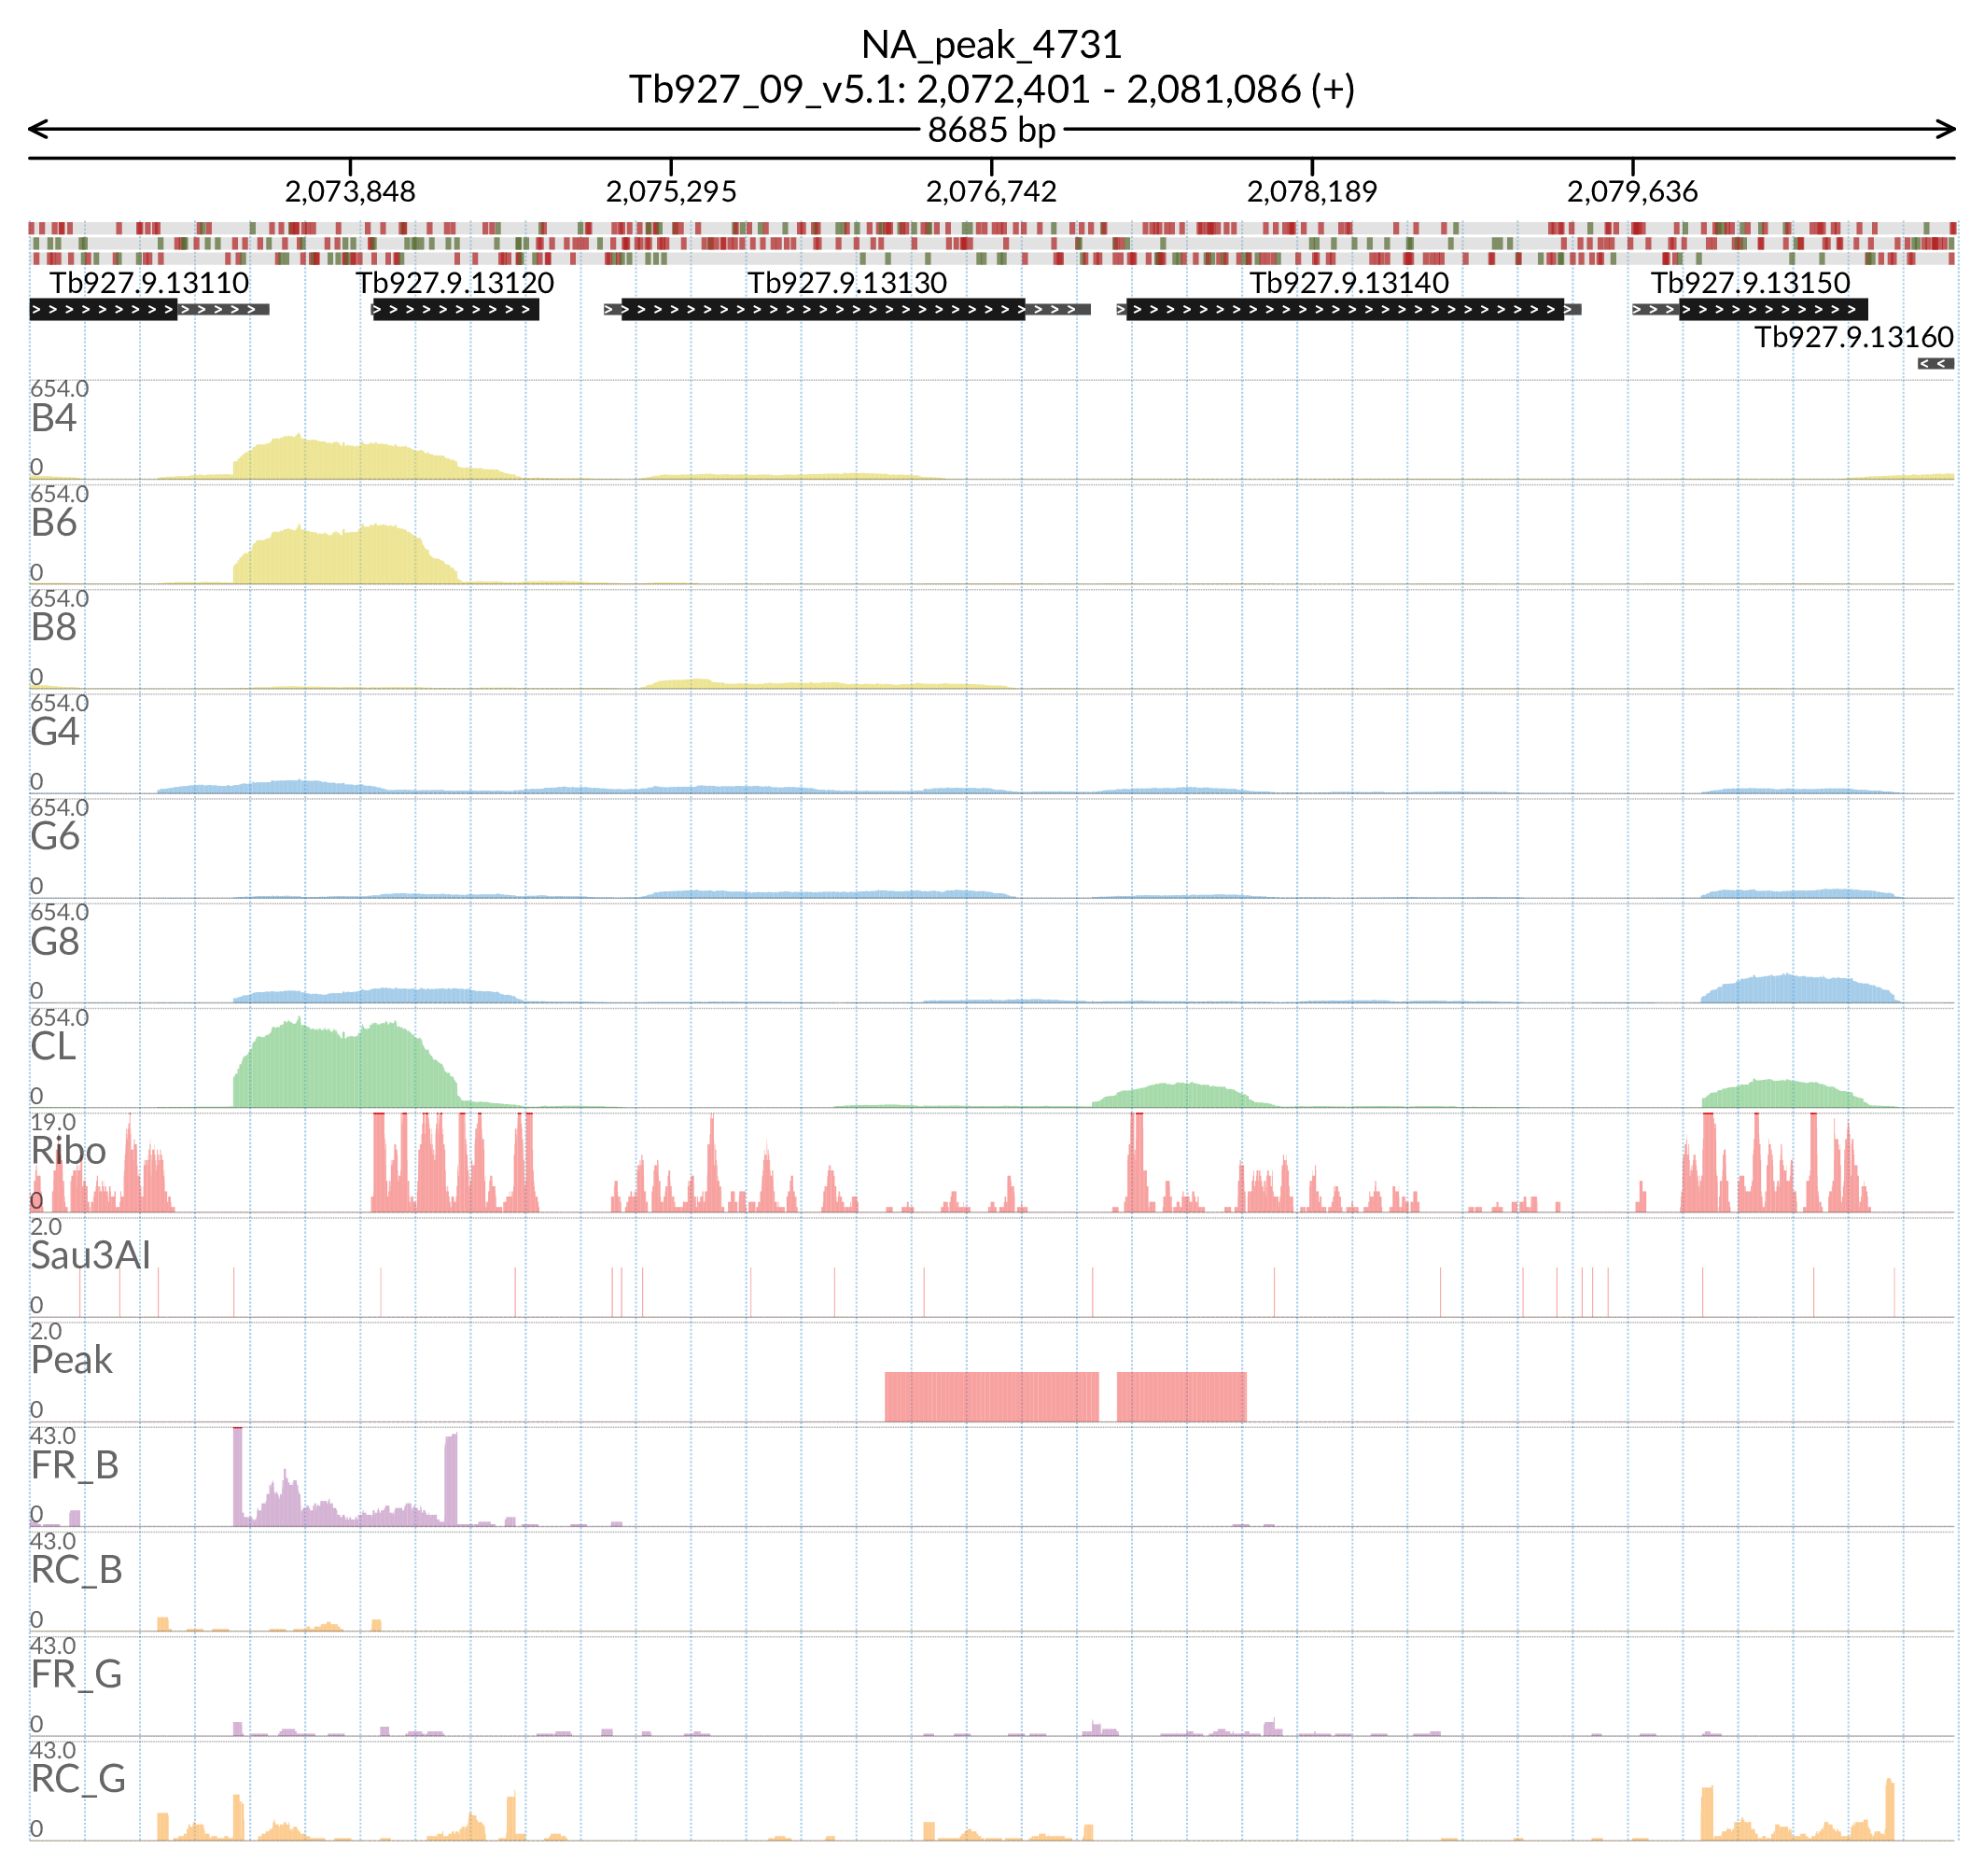 NA_peak_4731
Tb927_09_v5.1: 2,072,401 - 2,081,086 (+)
8685 bp
2,073,848 2,075,295 2,076,742 2,078,189 2,079,636
Tb927.9.13110 Tb927.9.13120 Tb927.9.13130 Tb927.9.13140 Tb927.9.13150
Tb927.9.13160
654.0
B4
0
654.0
B6
0
654.0
B8
0
654.0
G4
0
654.0
G6
0
654.0
G8
0
654.0
CL
0
19.0
Ribo
0
2.0
Sau3AI
0
2.0
Peak
0
43.0
FR_B
0
43.0
RC_B
0
43.0
FR_G
0
43.0
RC_G
0